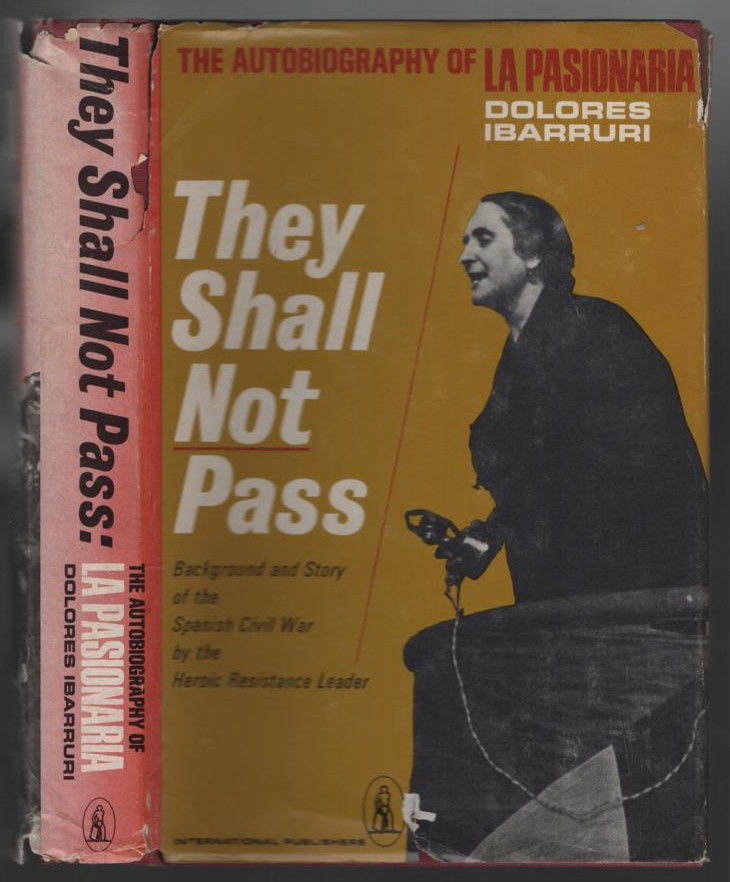 They Shall Not Pass:
THE AUTOBIOGRAPHY OF
LA PASIONARIA
DOLORES IBARRURI
THE AUTOBIOGRAPHY OF LA PASIONARIA
DOLORES
IBARRURI
They
Shall
Not
Pass
Background and Story
of the
Spanish Civil War
by the
Heroic Resistance Leader
INTERNATIONAL PUBLISHERS